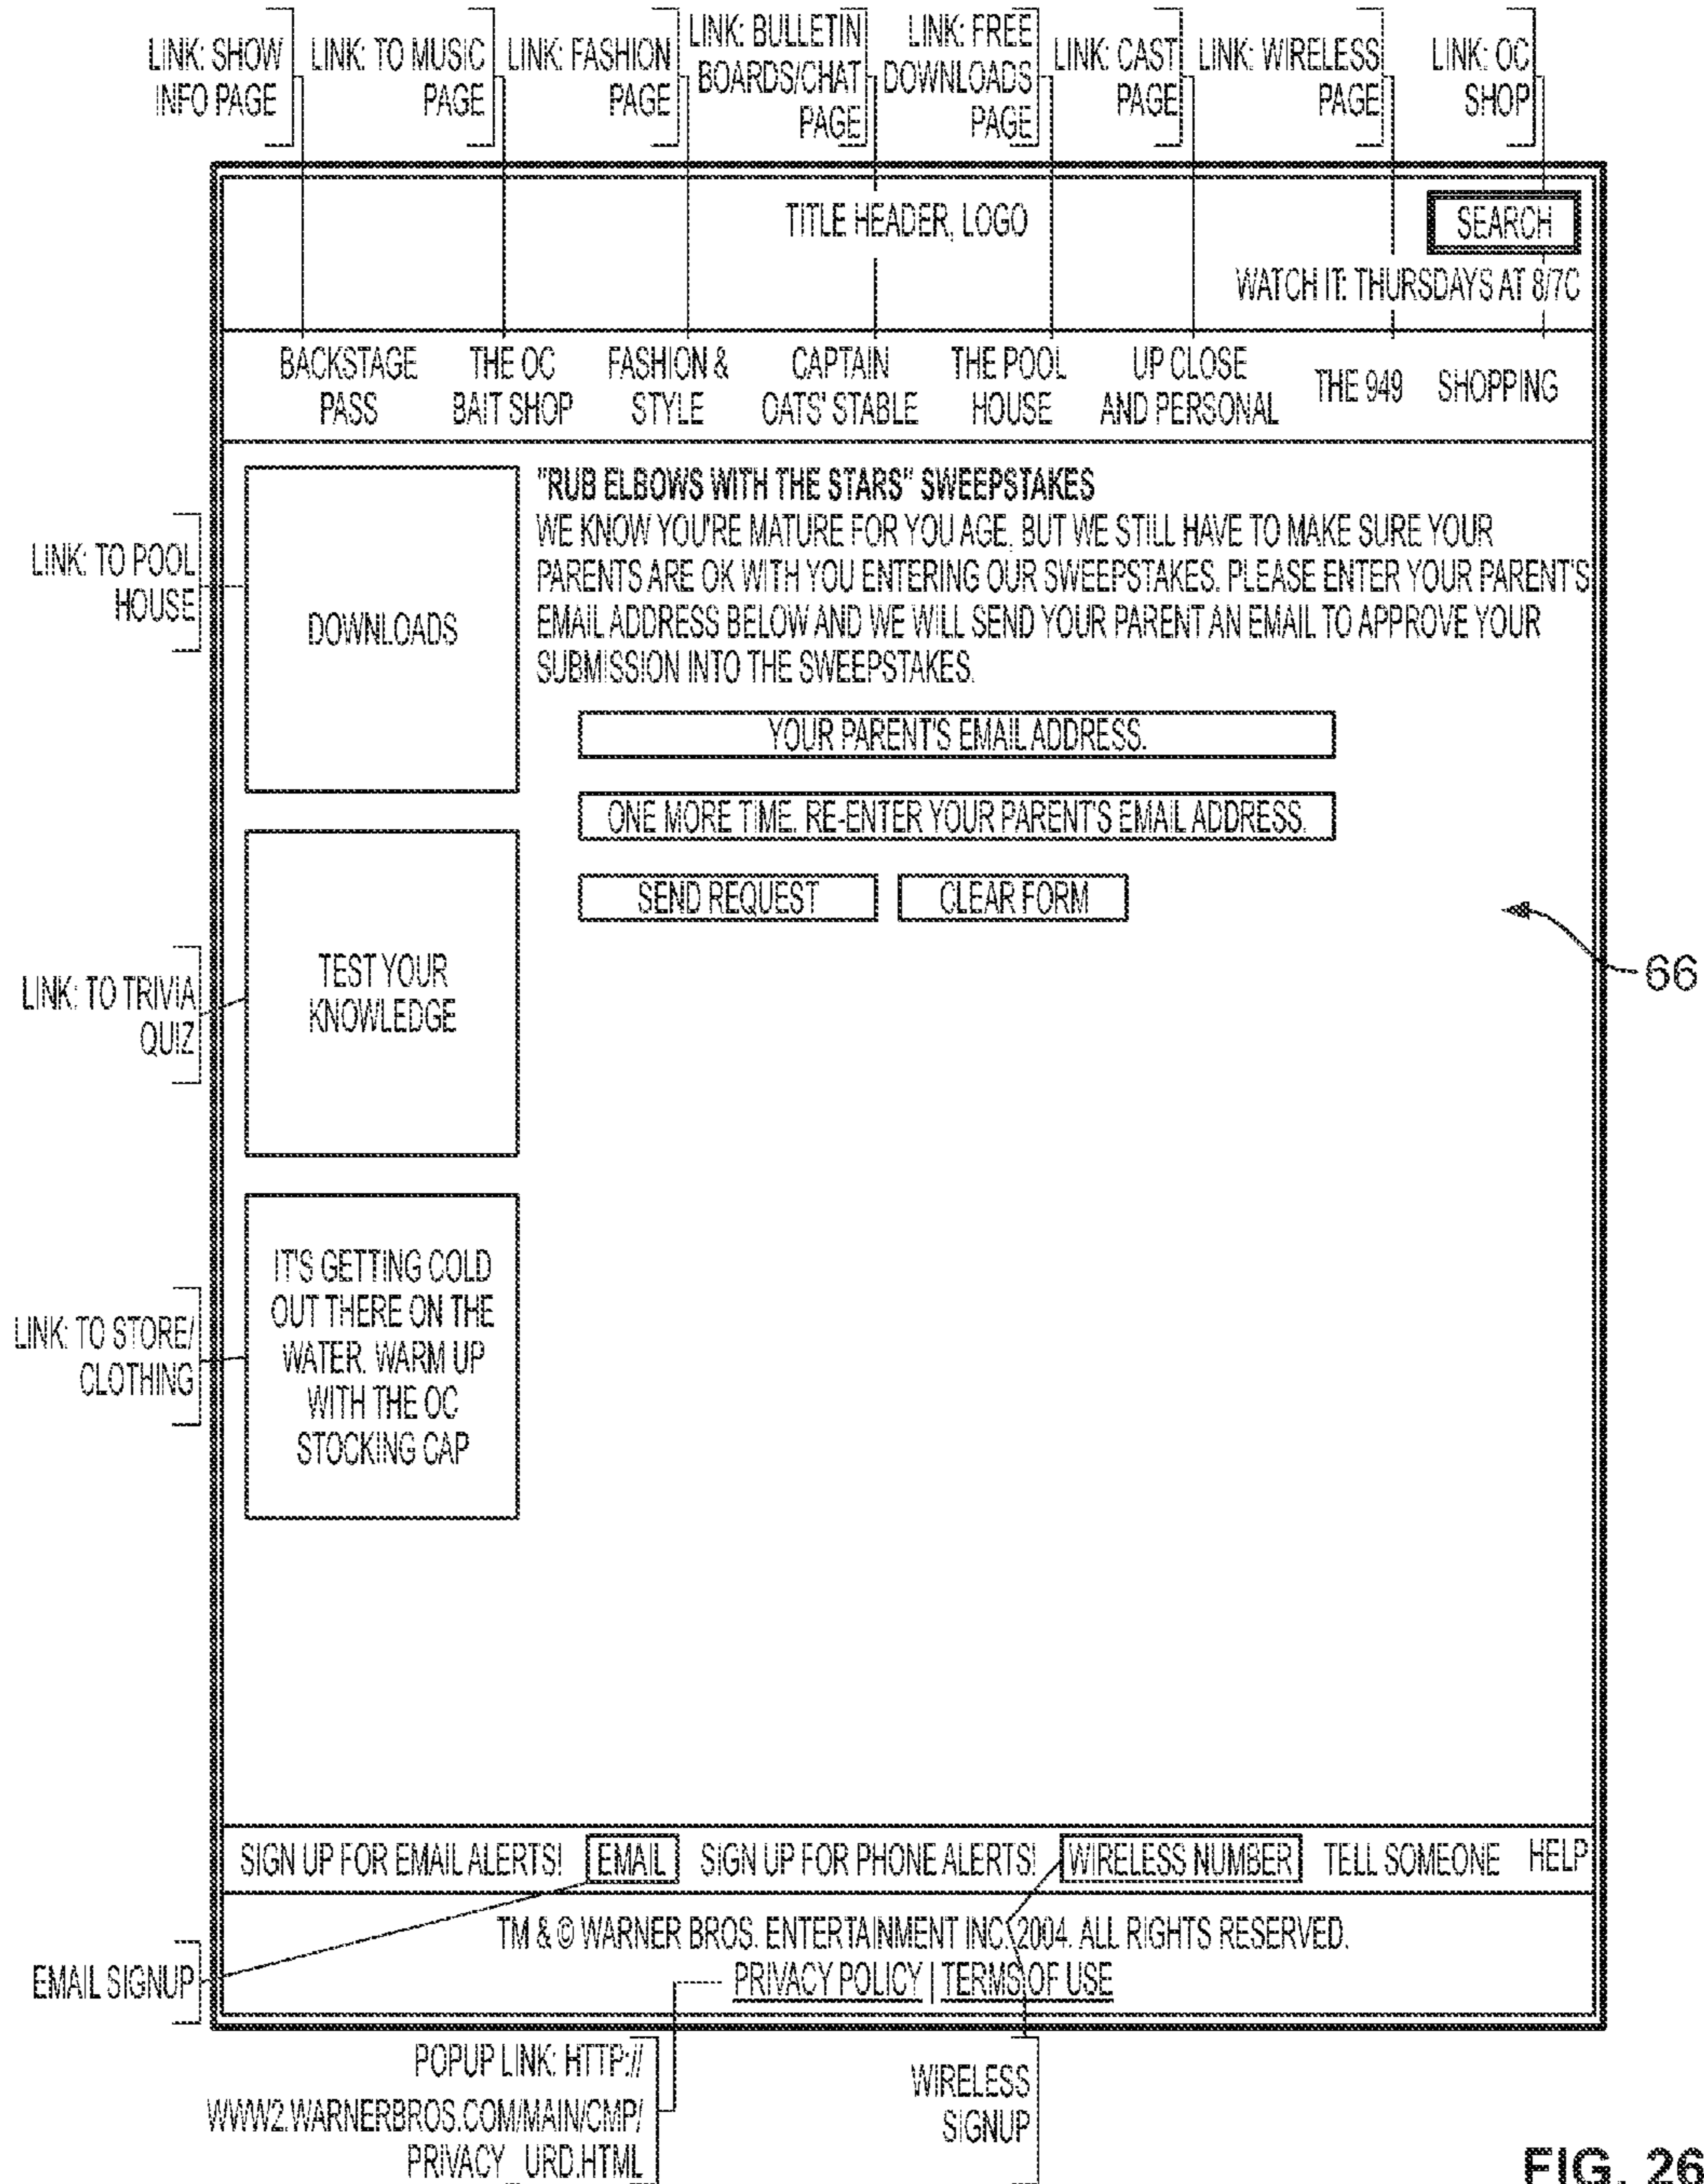 LINK: SHOW
INFO PAGE
LINK: TO MUSIC
PAGE
LINK: FASHION
PAGE
LINK: BULLETIN
BOARDS/CHAT
PAGE
LINK: FREE
DOWNLOADS
PAGE
LINK: CAST
PAGE
LINK: WIRELESS
PAGE
LINK: OC
SHOP
TITLE HEADER, LOGO
SEARCH
WATCH IT: THURSDAYS AT 8/7C
BACKSTAGE
PASS
THE OC
BAIT SHOP
FASHION &
STYLE
CAPTAIN
OATS' STABLE
THE POOL
HOUSE
UP CLOSE
AND PERSONAL
THE 949
SHOPPING
LINK: TO POOL
HOUSE
DOWNLOADS
"RUB ELBOWS WITH THE STARS" SWEEPSTAKES
WE KNOW YOU'RE MATURE FOR YOU AGE, BUT WE STILL HAVE TO MAKE SURE YOUR
PARENTS ARE OK WITH YOU ENTERING OUR SWEEPSTAKES. PLEASE ENTER YOUR PARENT'S
EMAIL ADDRESS BELOW AND WE WILL SEND YOUR PARENT AN EMAIL TO APPROVE YOUR
SUBMISSION INTO THE SWEEPSTAKES.
YOUR PARENT'S EMAIL ADDRESS.
ONE MORE TIME. RE-ENTER YOUR PARENT'S EMAIL ADDRESS.
SEND REQUEST
CLEAR FORM
66
LINK: TO TRIVIA
QUIZ
TEST YOUR
KNOWLEDGE
LINK: TO STORE/
CLOTHING
IT'S GETTING COLD
OUT THERE ON THE
WATER. WARM UP
WITH THE OC
STOCKING CAP
SIGN UP FOR EMAIL ALERTS! EMAIL SIGN UP FOR PHONE ALERTS! WIRELESS NUMBER TELL SOMEONE HELP
TM & © WARNER BROS. ENTERTAINMENT INC. 2004. ALL RIGHTS RESERVED.
EMAIL SIGNUP
PRIVACY POLICY | TERMS OF USE
POPUP LINK: HTTP://
WWW2.WARNERBROS.COM/MAIN/CMP/
PRIVACY_URD.HTML
WIRELESS
SIGNUP
FIG. 26